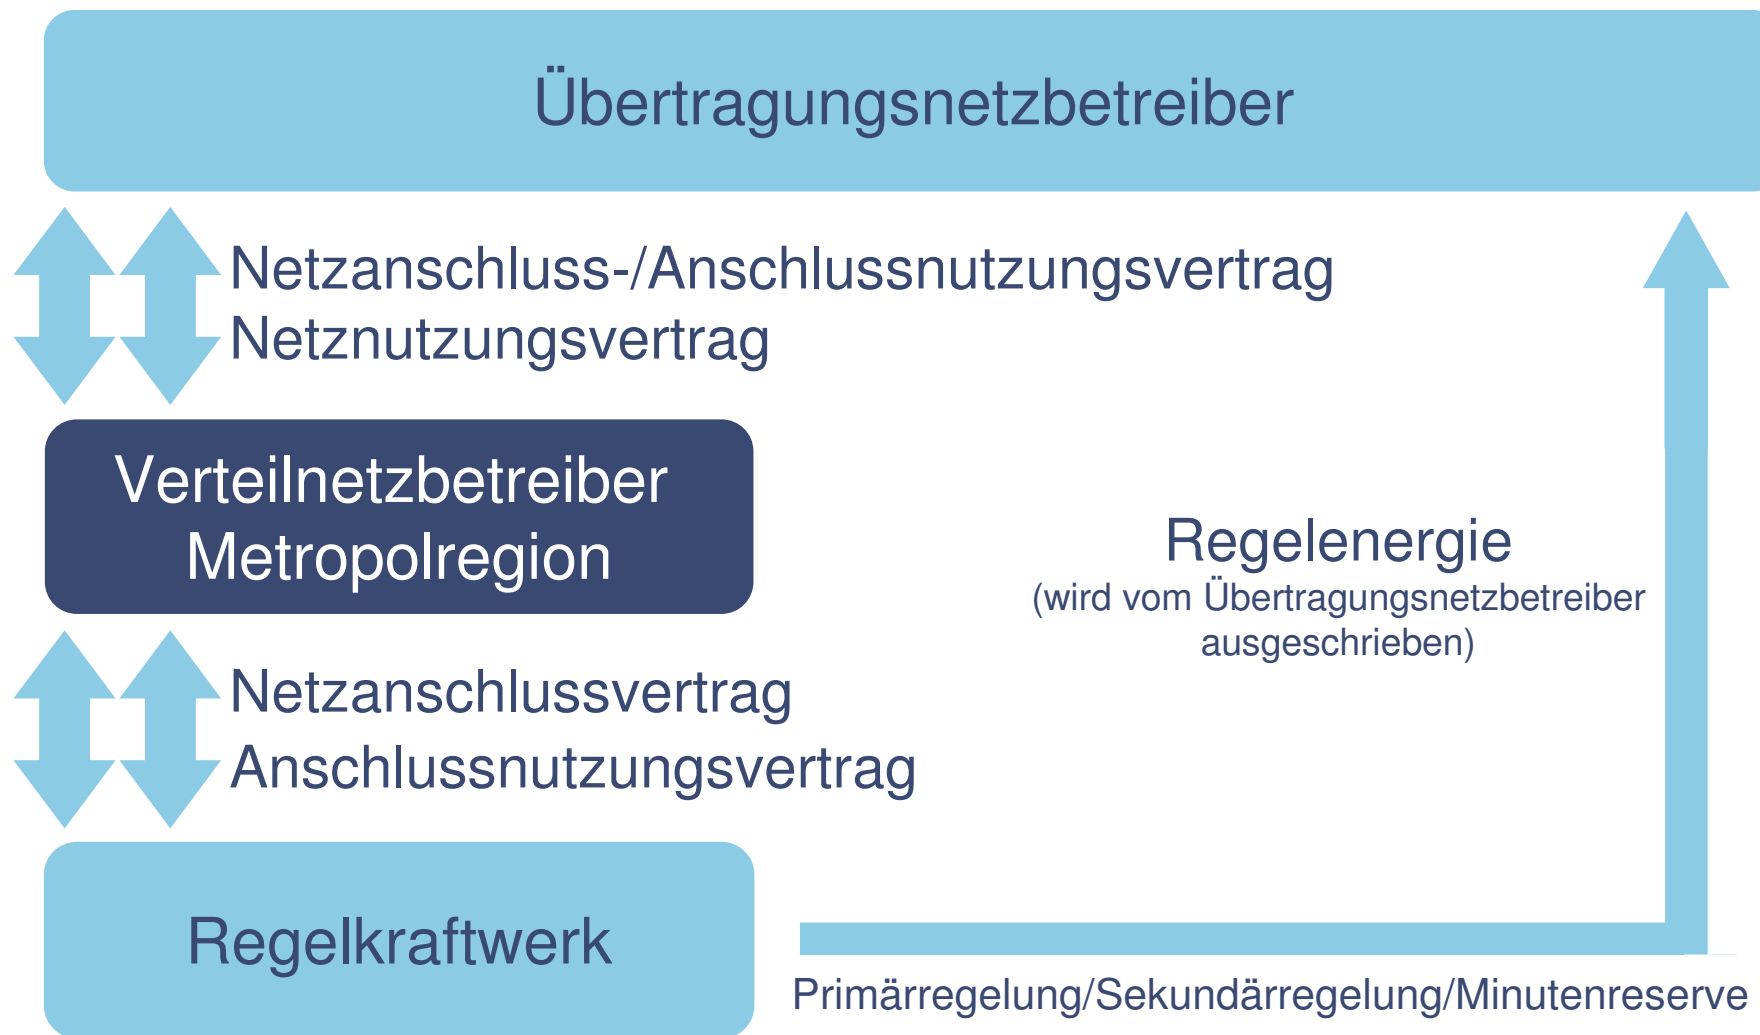 Übertragungsnetzbetreiber
Netzanschluss-/Anschlussnutzungsvertrag
Netznutzungsvertrag
Verteilnetzbetreiber
Metropolregion
Regelenergie
(wird vom Übertragungsnetzbetreiber
ausgeschrieben)
Netzanschlussvertrag
Anschlussnutzungsvertrag
Regelkraftwerk
Primärregelung/Sekundärregelung/Minutenreserve